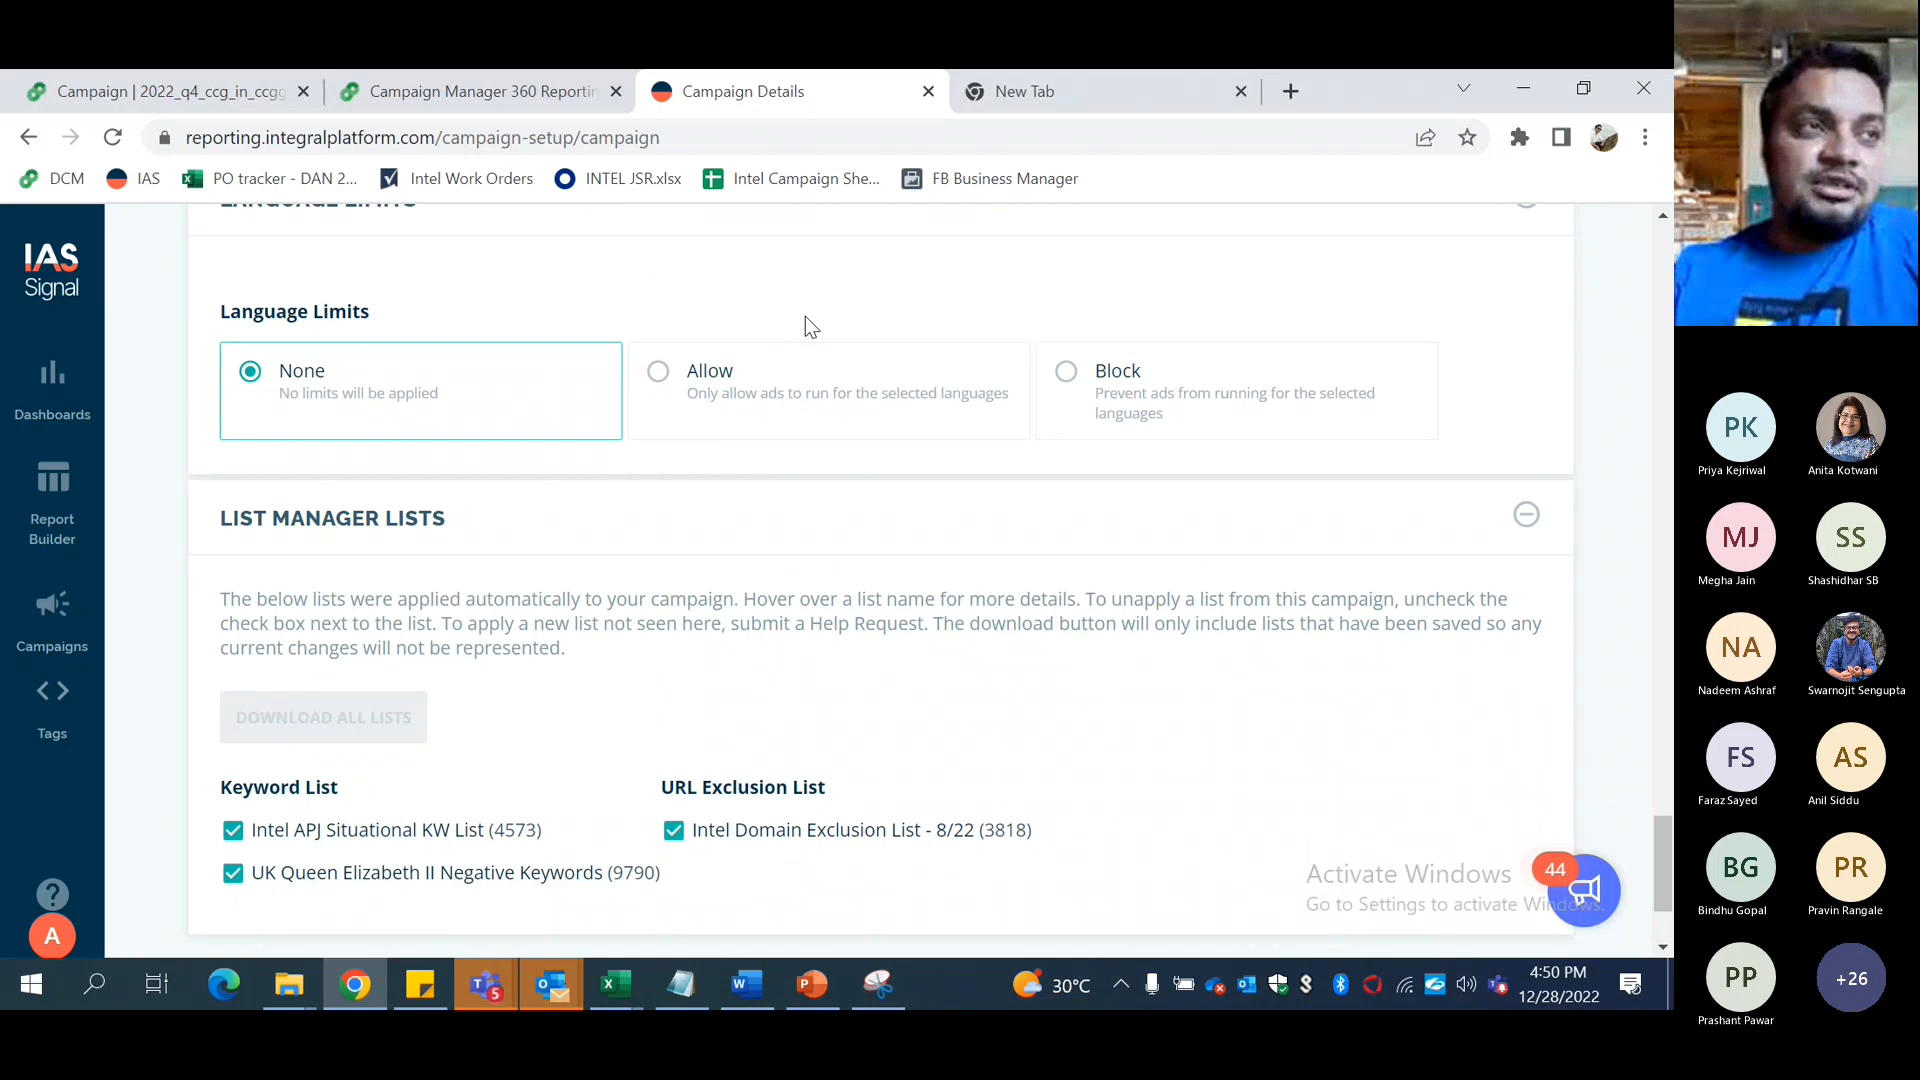 Campaign | 2022_q4_ccg_in_ccgg
Campaign Manager 360 Reportin
Campaign Details
New Tab
reporting.integralplatform.com/campaign-setup/campaign
DCM
IAS
PO tracker - DAN 2...
Intel Work Orders
INTEL JSR.xlsx
Intel Campaign She...
FB Business Manager
IAS
Signal
Dashboards
Report
Builder
Campaigns
Tags
A
LANGUAGE LIMITS
Language Limits
None
No limits will be applied
Allow
Only allow ads to run for the selected languages
Block
Prevent ads from running for the selected
languages
LIST MANAGER LISTS
The below lists were applied automatically to your campaign. Hover over a list name for more details. To unapply a list from this campaign, uncheck the
check box next to the list. To apply a new list not seen here, submit a Help Request. The download button will only include lists that have been saved so any
current changes will not be represented.
DOWNLOAD ALL LISTS
Keyword List
URL Exclusion List
Intel APJ Situational KW List (4573)
Intel Domain Exclusion List - 8/22 (3818)
UK Queen Elizabeth II Negative Keywords (9790)
Activate Windows
Go to Settings to activate Windows.
44
30°C
4:50 PM
12/28/2022
PK
Priya Kejriwal
Anita Kotwani
MJ
Megha Jain
SS
Shashidhar SB
NA
Nadeem Ashraf
Swarnojit Sengupta
FS
Faraz Sayed
AS
Anil Siddu
BG
Bindhu Gopal
PR
Pravin Rangale
PP
Prashant Pawar
+26